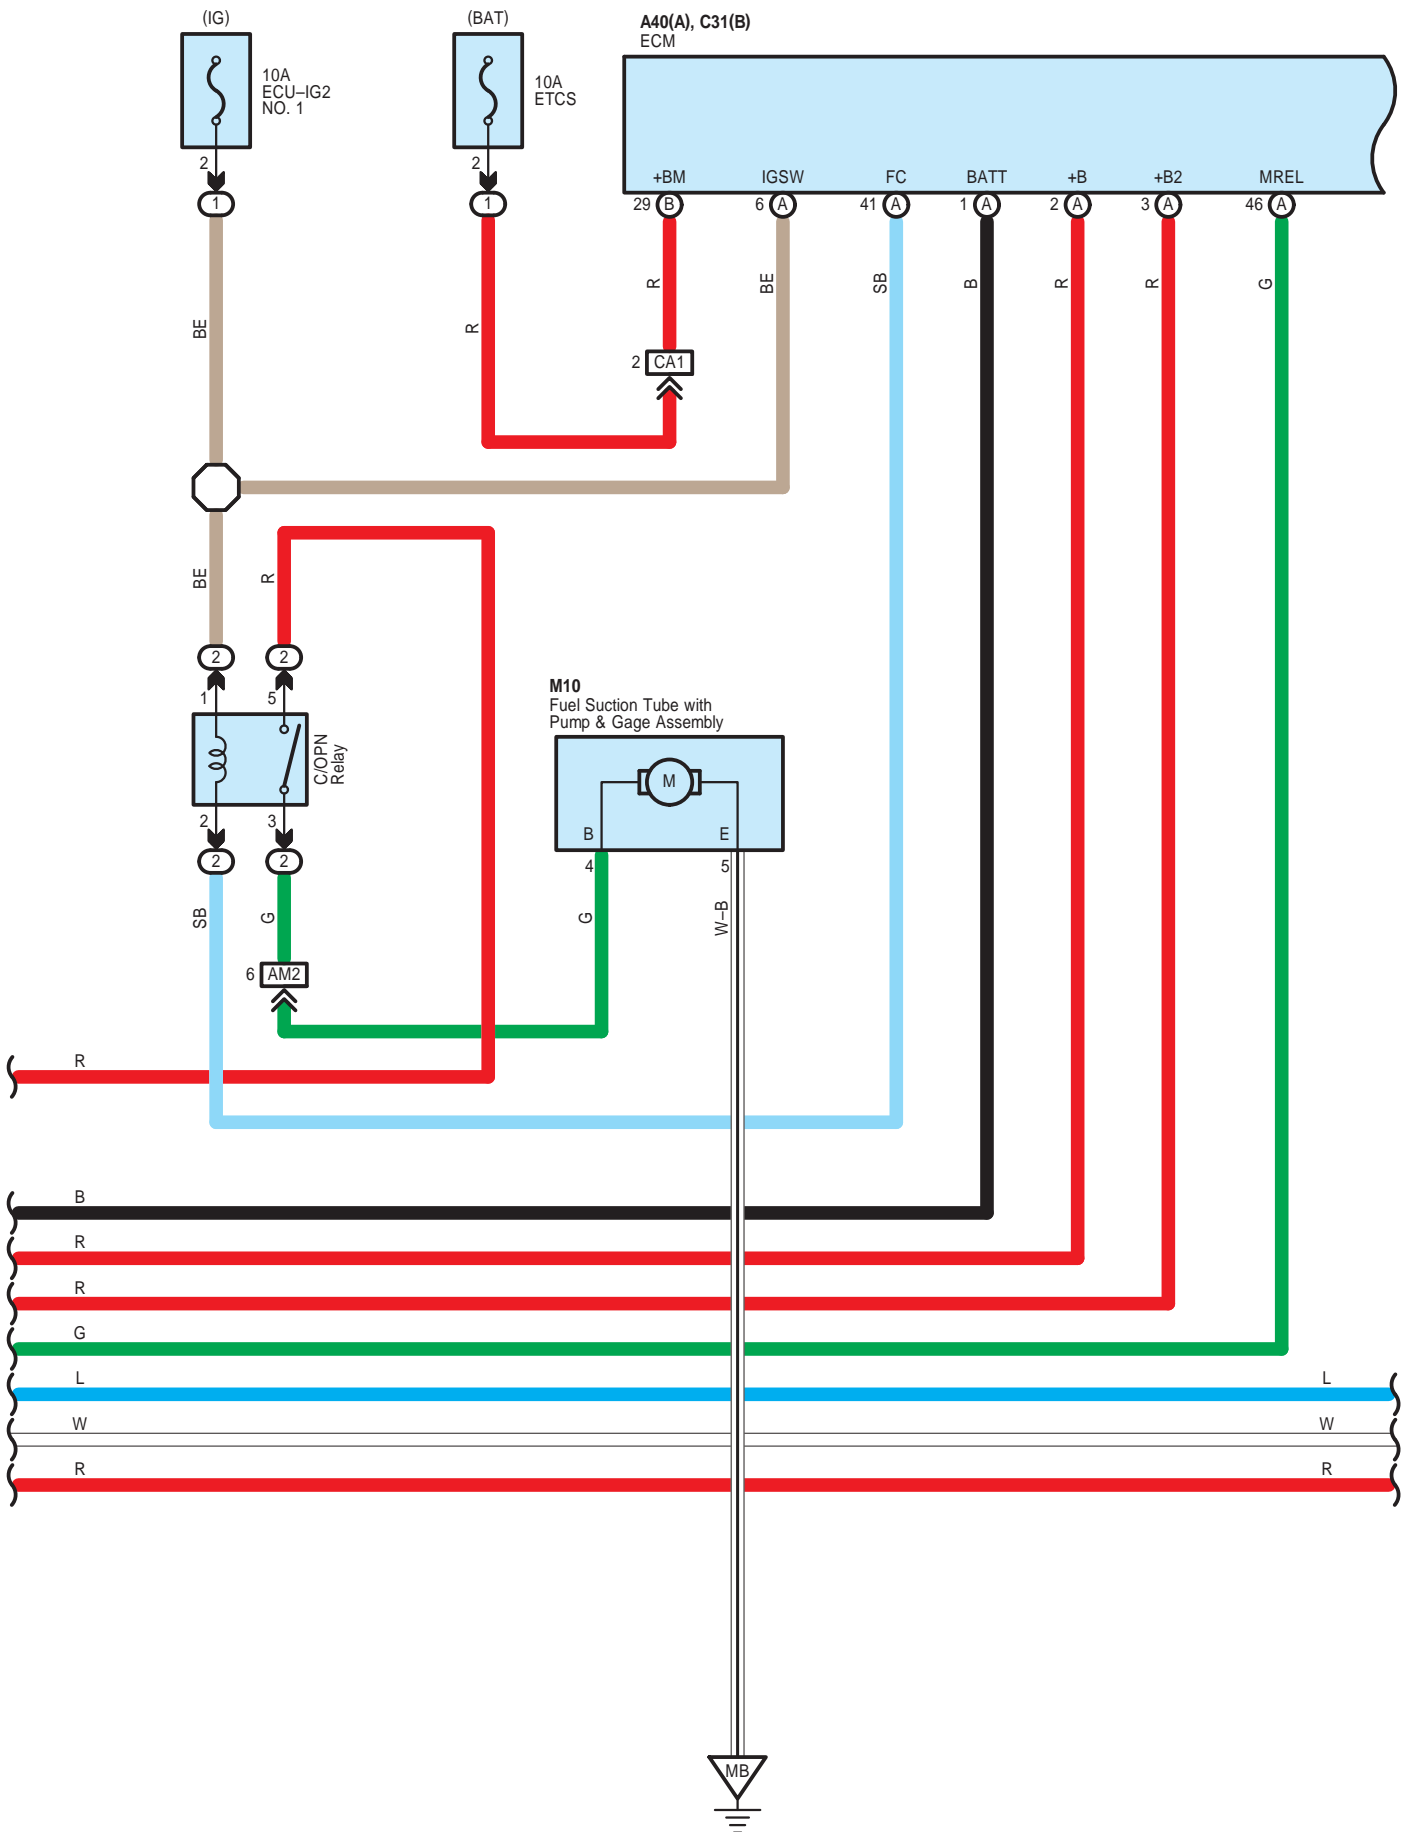 (IG)
(BAT)
A40(A), C31(B)
ECM
10A
ECU–IG2
NO. 1
10A
ETCS
+BM
IGSW
FC
BATT
+B
+B2
MREL
2
2
1
1
29 B
6 A
41 A
1 A
2 A
3 A
46 A
R
BE
SB
B
R
R
G
BE
R
2 CA1
BE
R
2
2
1
5
C/OPN
Relay
M10
Fuel Suction Tube with
Pump & Gage Assembly
M
B
E
2
3
2
2
4
5
SB
G
G
W–B
6 AM2
R
B
R
R
G
L
L
W
W
R
R
MB